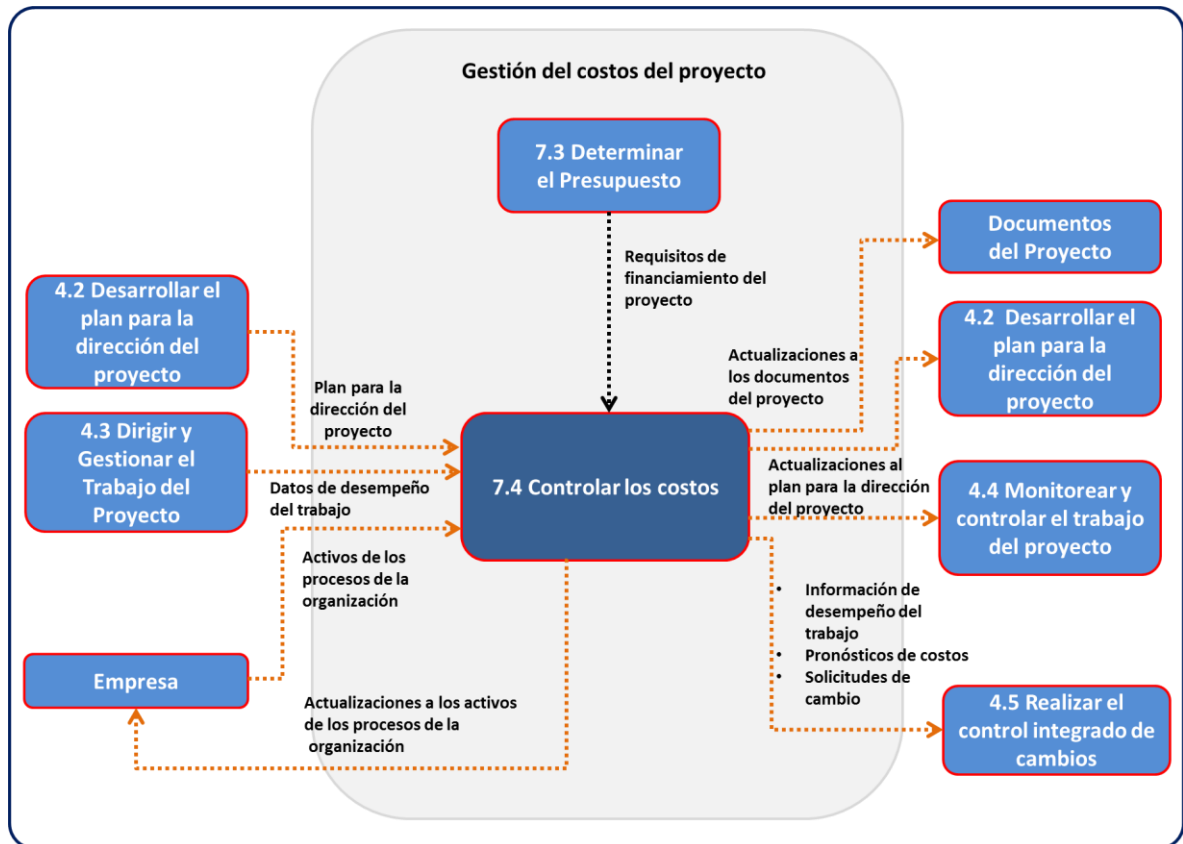 Gestión del costos del proyecto
7.3 Determinar
el Presupuesto
Requisitos de
financiamiento del
proyecto
4.2 Desarrollar el
plan para la
dirección del
proyecto
4.3 Dirigir y
Gestionar el
Trabajo del
Proyecto
Empresa
Plan para la
dirección del
proyecto
Datos de desempeño
del trabajo
Activos de los
procesos de la
organización
Actualizaciones a los activos
de los procesos de la
organización
7.4 Controlar los costos
Actualizaciones a
los documentos
del proyecto
Actualizaciones al
plan para la dirección
del proyecto
• Información de
desempeño del
trabajo
• Pronósticos de costos
• Solicitudes de
cambio
Documentos
del Proyecto
4.2 Desarrollar el
plan para la
dirección del
proyecto
4.4 Monitorear y
controlar el trabajo
del proyecto
4.5 Realizar el
control integrado de
cambios